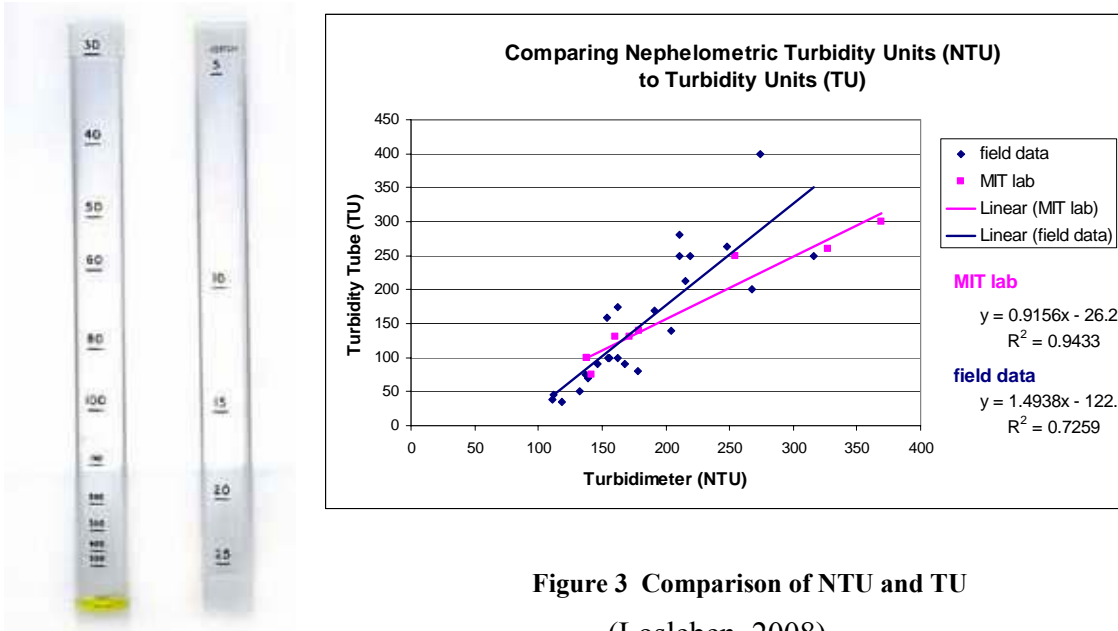 30
40
50
60
80
100
5
10
15
20
25
Comparing Nephelometric Turbidity Units (NTU)
to Turbidity Units (TU)
Turbidity Tube (TU)
450
400
350
300
250
200
150
100
50
0
0 50 100 150 200 250 300 350 400
Turbidimeter (NTU)
field data
MIT lab
Linear (MIT lab)
Linear (field data)
MIT lab
y = 0.9156x - 26.2
R² = 0.9433
field data
y = 1.4938x - 122.
R² = 0.7259
Figure 3 Comparison of NTU and TU
(Losleben, 2008)